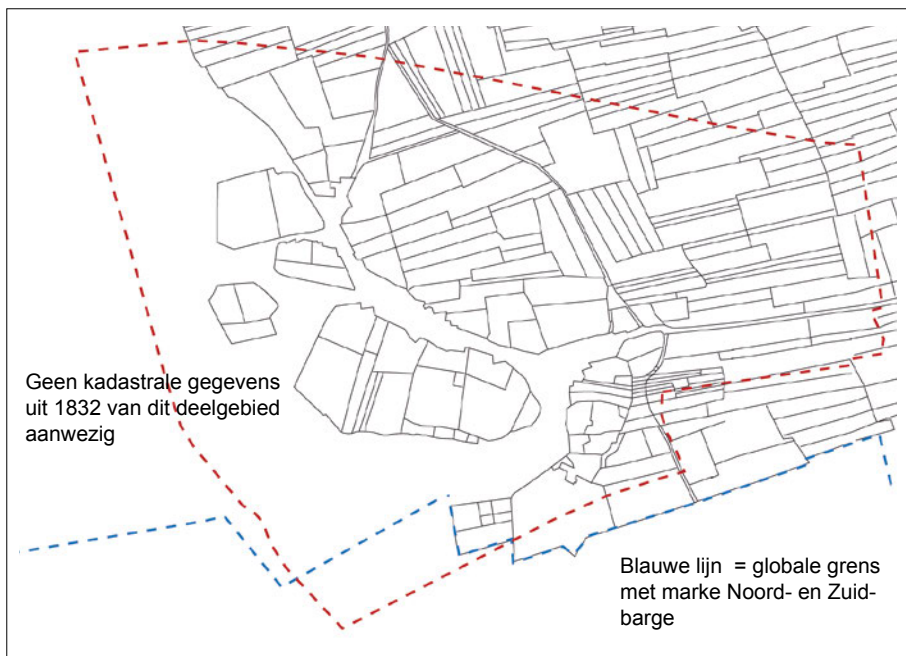 Geen kadastrale gegevens
uit 1832 van dit deelgebied
aanwezig
Blauwe lijn = globale grens
met marke Noord- en Zuid-
barge